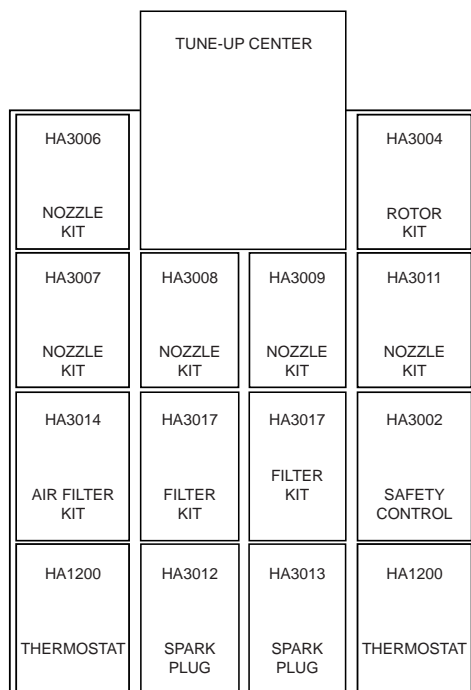 TUNE-UP CENTER
HA3006
NOZZLE
KIT
HA3004
ROTOR
KIT
HA3007
NOZZLE
KIT
HA3008
NOZZLE
KIT
HA3009
NOZZLE
KIT
HA3011
NOZZLE
KIT
HA3014
AIR FILTER
KIT
HA3017
FILTER
KIT
HA3017
FILTER
KIT
HA3002
SAFETY
CONTROL
HA1200
THERMOSTAT
HA3012
SPARK
PLUG
HA3013
SPARK
PLUG
HA1200
THERMOSTAT